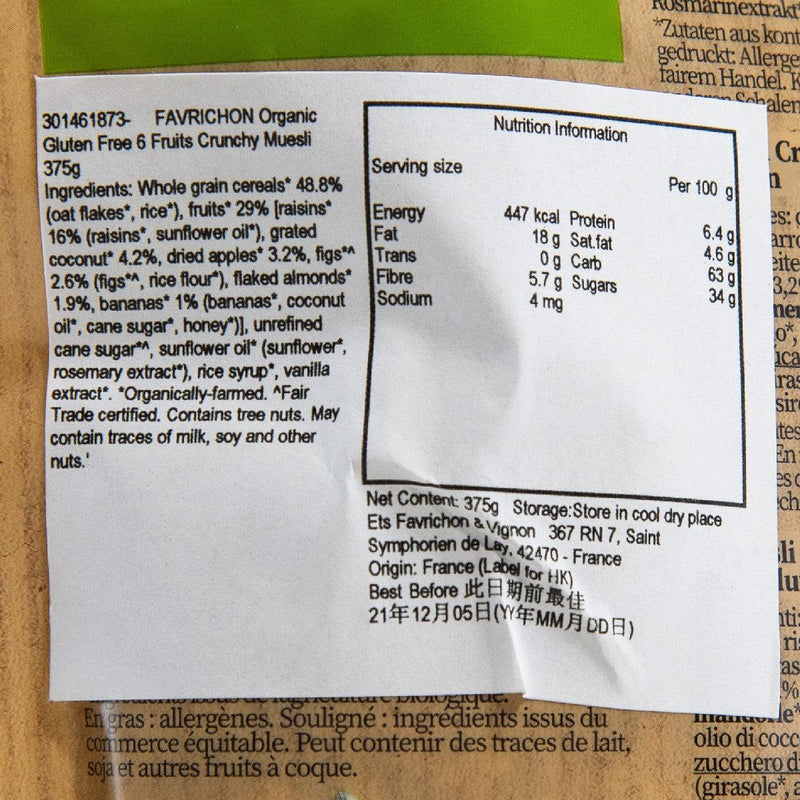 301461873- FAVRICHON Organic
Gluten Free 6 Fruits Crunchy Muesli
375g
Ingredients: Whole grain cereals* 48.8%
(oat flakes*, rice*), fruits* 29% [raisins*
16% (raisins*, sunflower oil*), grated
coconut* 4.2%, dried apples* 3.2%, figs*^
2.6% (figs*^, rice flour*), flaked almonds*
1.9%, bananas* 1% (bananas*, coconut
oil*, cane sugar*, honey*)], unrefined
cane sugar*^, sunflower oil* (sunflower*,
rosemary extract*), rice syrup*, vanilla
extract*. *Organically-farmed. ^Fair
Trade certified. Contains tree nuts. May
contain traces of milk, soy and other
nuts.'
Nutrition Information
Serving size
Per 100 g
Energy 447 kcal Protein 6.4 g
Fat 18 g Sat.fat 4.6 g
Trans 0 g Carb 63 g
Fibre 5.7 g Sugars 34 g
Sodium 4 mg
Net Content: 375g Storage:Store in cool dry place
Ets Favrichon & Vignon 367 RN 7, Saint
Symphorien de Lay, 42470 - France
Origin: France (Label for HK)
Best Before 此日期前最佳
21年12月05日(YY年MM月DD日)
Rosmarinextrakt*
*Zutaten aus kont
gedruckt: Allerge
fairem Handel. K
Schalen
En gras : allergènes. Souligné : ingrédients issus du
commerce équitable. Peut contenir des traces de lait,
soja et autres fruits à coque.
olio di cocc
zucchero d
(girasole*, a